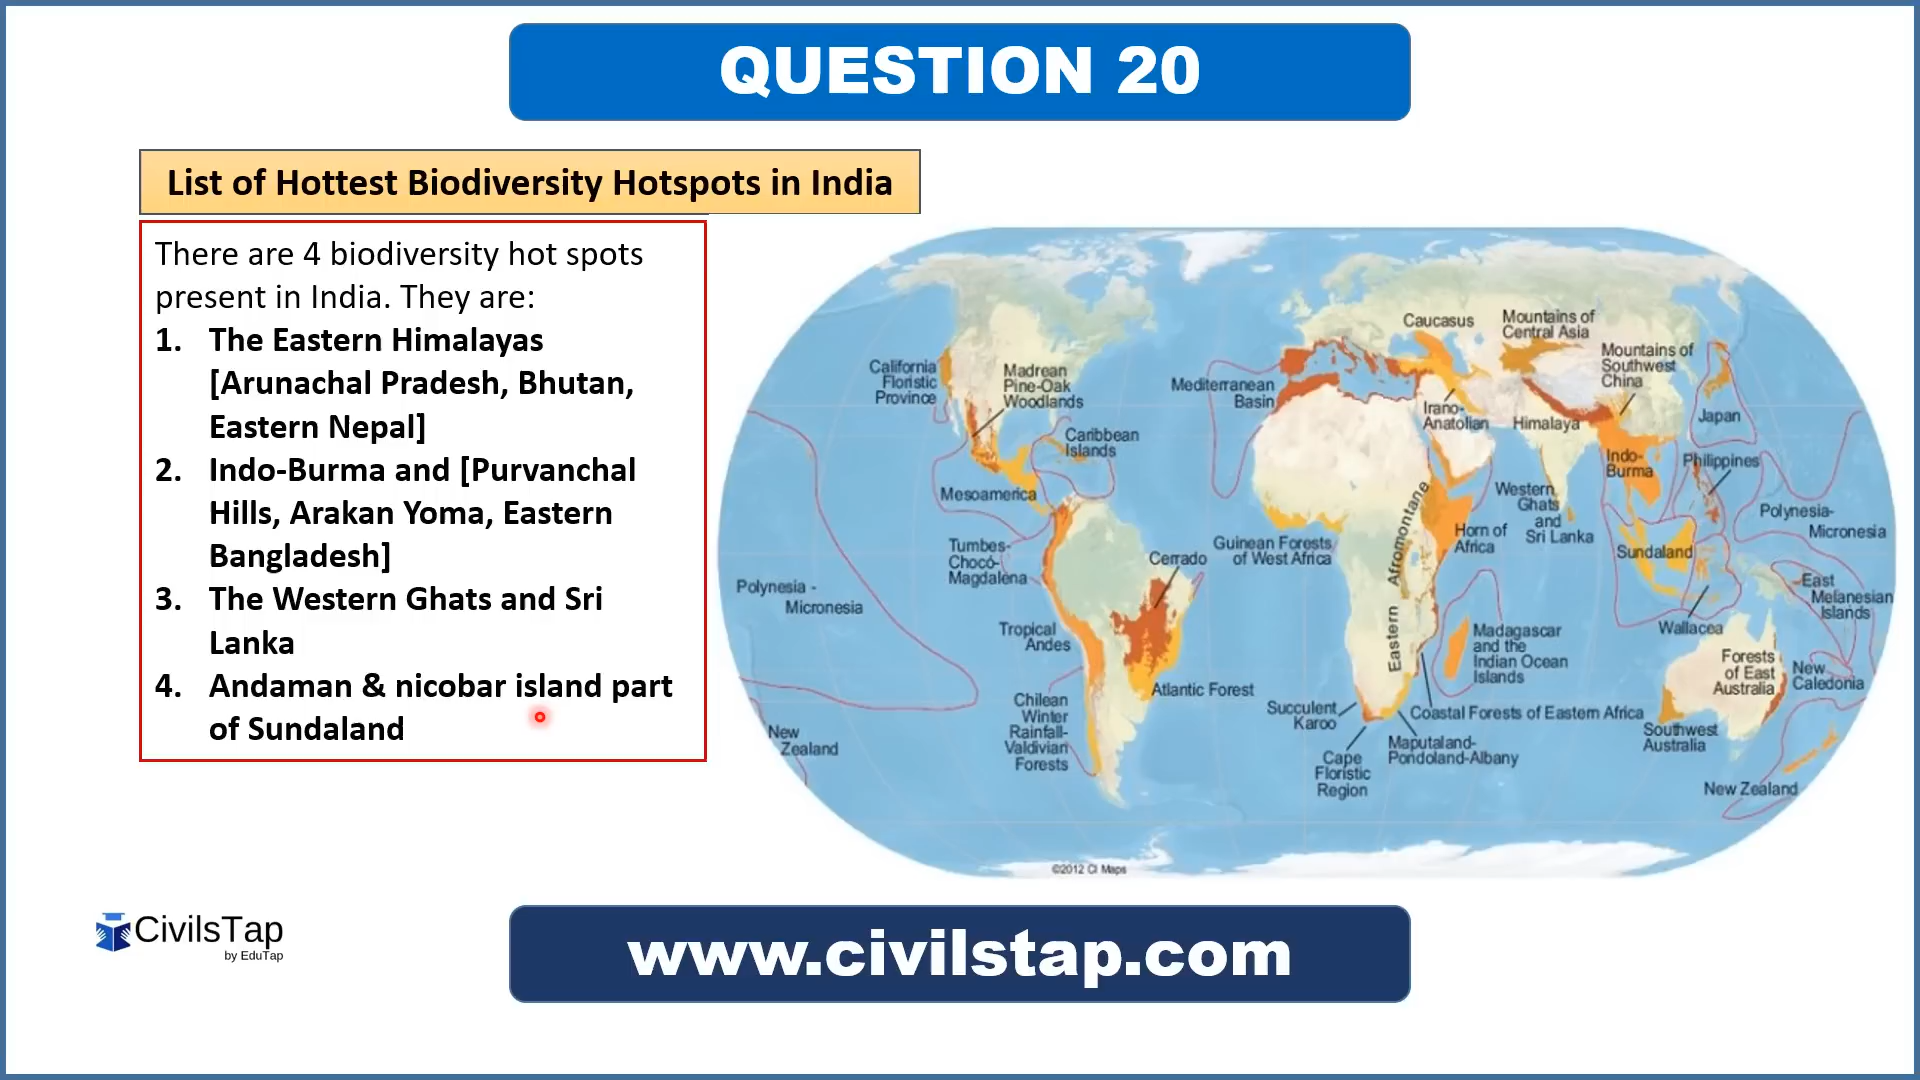 QUESTION 20
List of Hottest Biodiversity Hotspots in India
There are 4 biodiversity hot spots
present in India. They are:
1. The Eastern Himalayas
[Arunachal Pradesh, Bhutan,
Eastern Nepal]
2. Indo-Burma and [Purvanchal
Hills, Arakan Yoma, Eastern
Bangladesh]
3. The Western Ghats and Sri
Lanka
4. Andaman & nicobar island part
of Sundaland
California
Floristic
Province
Madrean
Pine-Oak
Woodlands
Caribbean
Islands
Mesoamerica
Tumbes-
Chocó-
Magdalena
Polynesia -
Micronesia
Tropical
Andes
Chilean
Winter
Rainfall-
Valdivian
Forests
New
Zealand
Cerrado
Atlantic Forest
Mediterranean
Basin
Caucasus
Mountains of
Central Asia
Mountains of
Southwest
China
Irano-
Anatolian
Himalaya
Japan
Indo-
Burma
Philippines
Western
Ghats
and
Sri Lanka
Polynesia-
Micronesia
Guinean Forests
of West Africa
Eastern Afromontane
Horn of
Africa
Sundaland
East
Melanesian
Islands
Wallacea
Madagascar
and the
Indian Ocean
Islands
Forests
of East
Australia
New
Caledonia
Succulent
Karoo
Coastal Forests of Eastern Africa
Cape
Floristic
Region
Maputaland-
Pondoland-Albany
Southwest
Australia
New Zealand
©2012 CI Maps
CivilsTap
by EduTap
www.civilstap.com